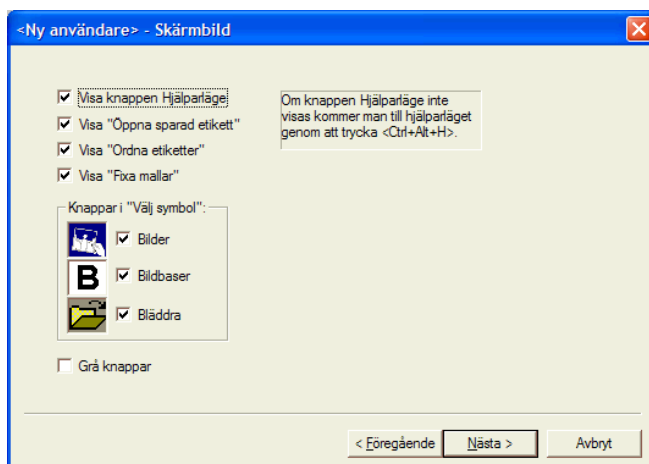 <Ny användare> - Skärmbild
Visa knappen Hjälparläge
Visa "Öppna sparad etikett"
Visa "Ordna etiketter"
Visa "Fixa mallar"
Om knappen Hjälparläge inte
visas kommer man till hjälparläget
genom att trycka <Ctrl+Alt+H>.
Knappar i "Välj symbol":
Bilder
B
Bildbaser
Bläddra
Grå knappar
< Föregående
Nästa >
Avbryt